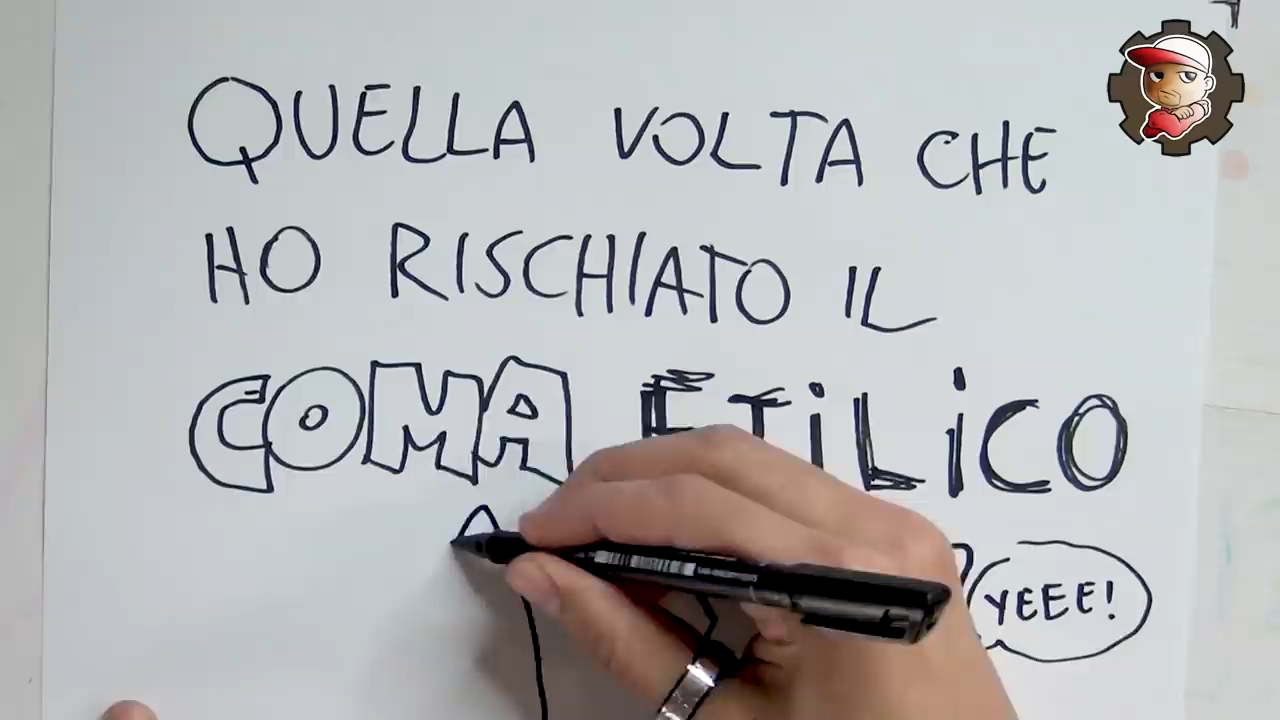 QUELLA VOLTA CHE
HO RISCHIATO IL
COMA ETiLiCO
YEEE!